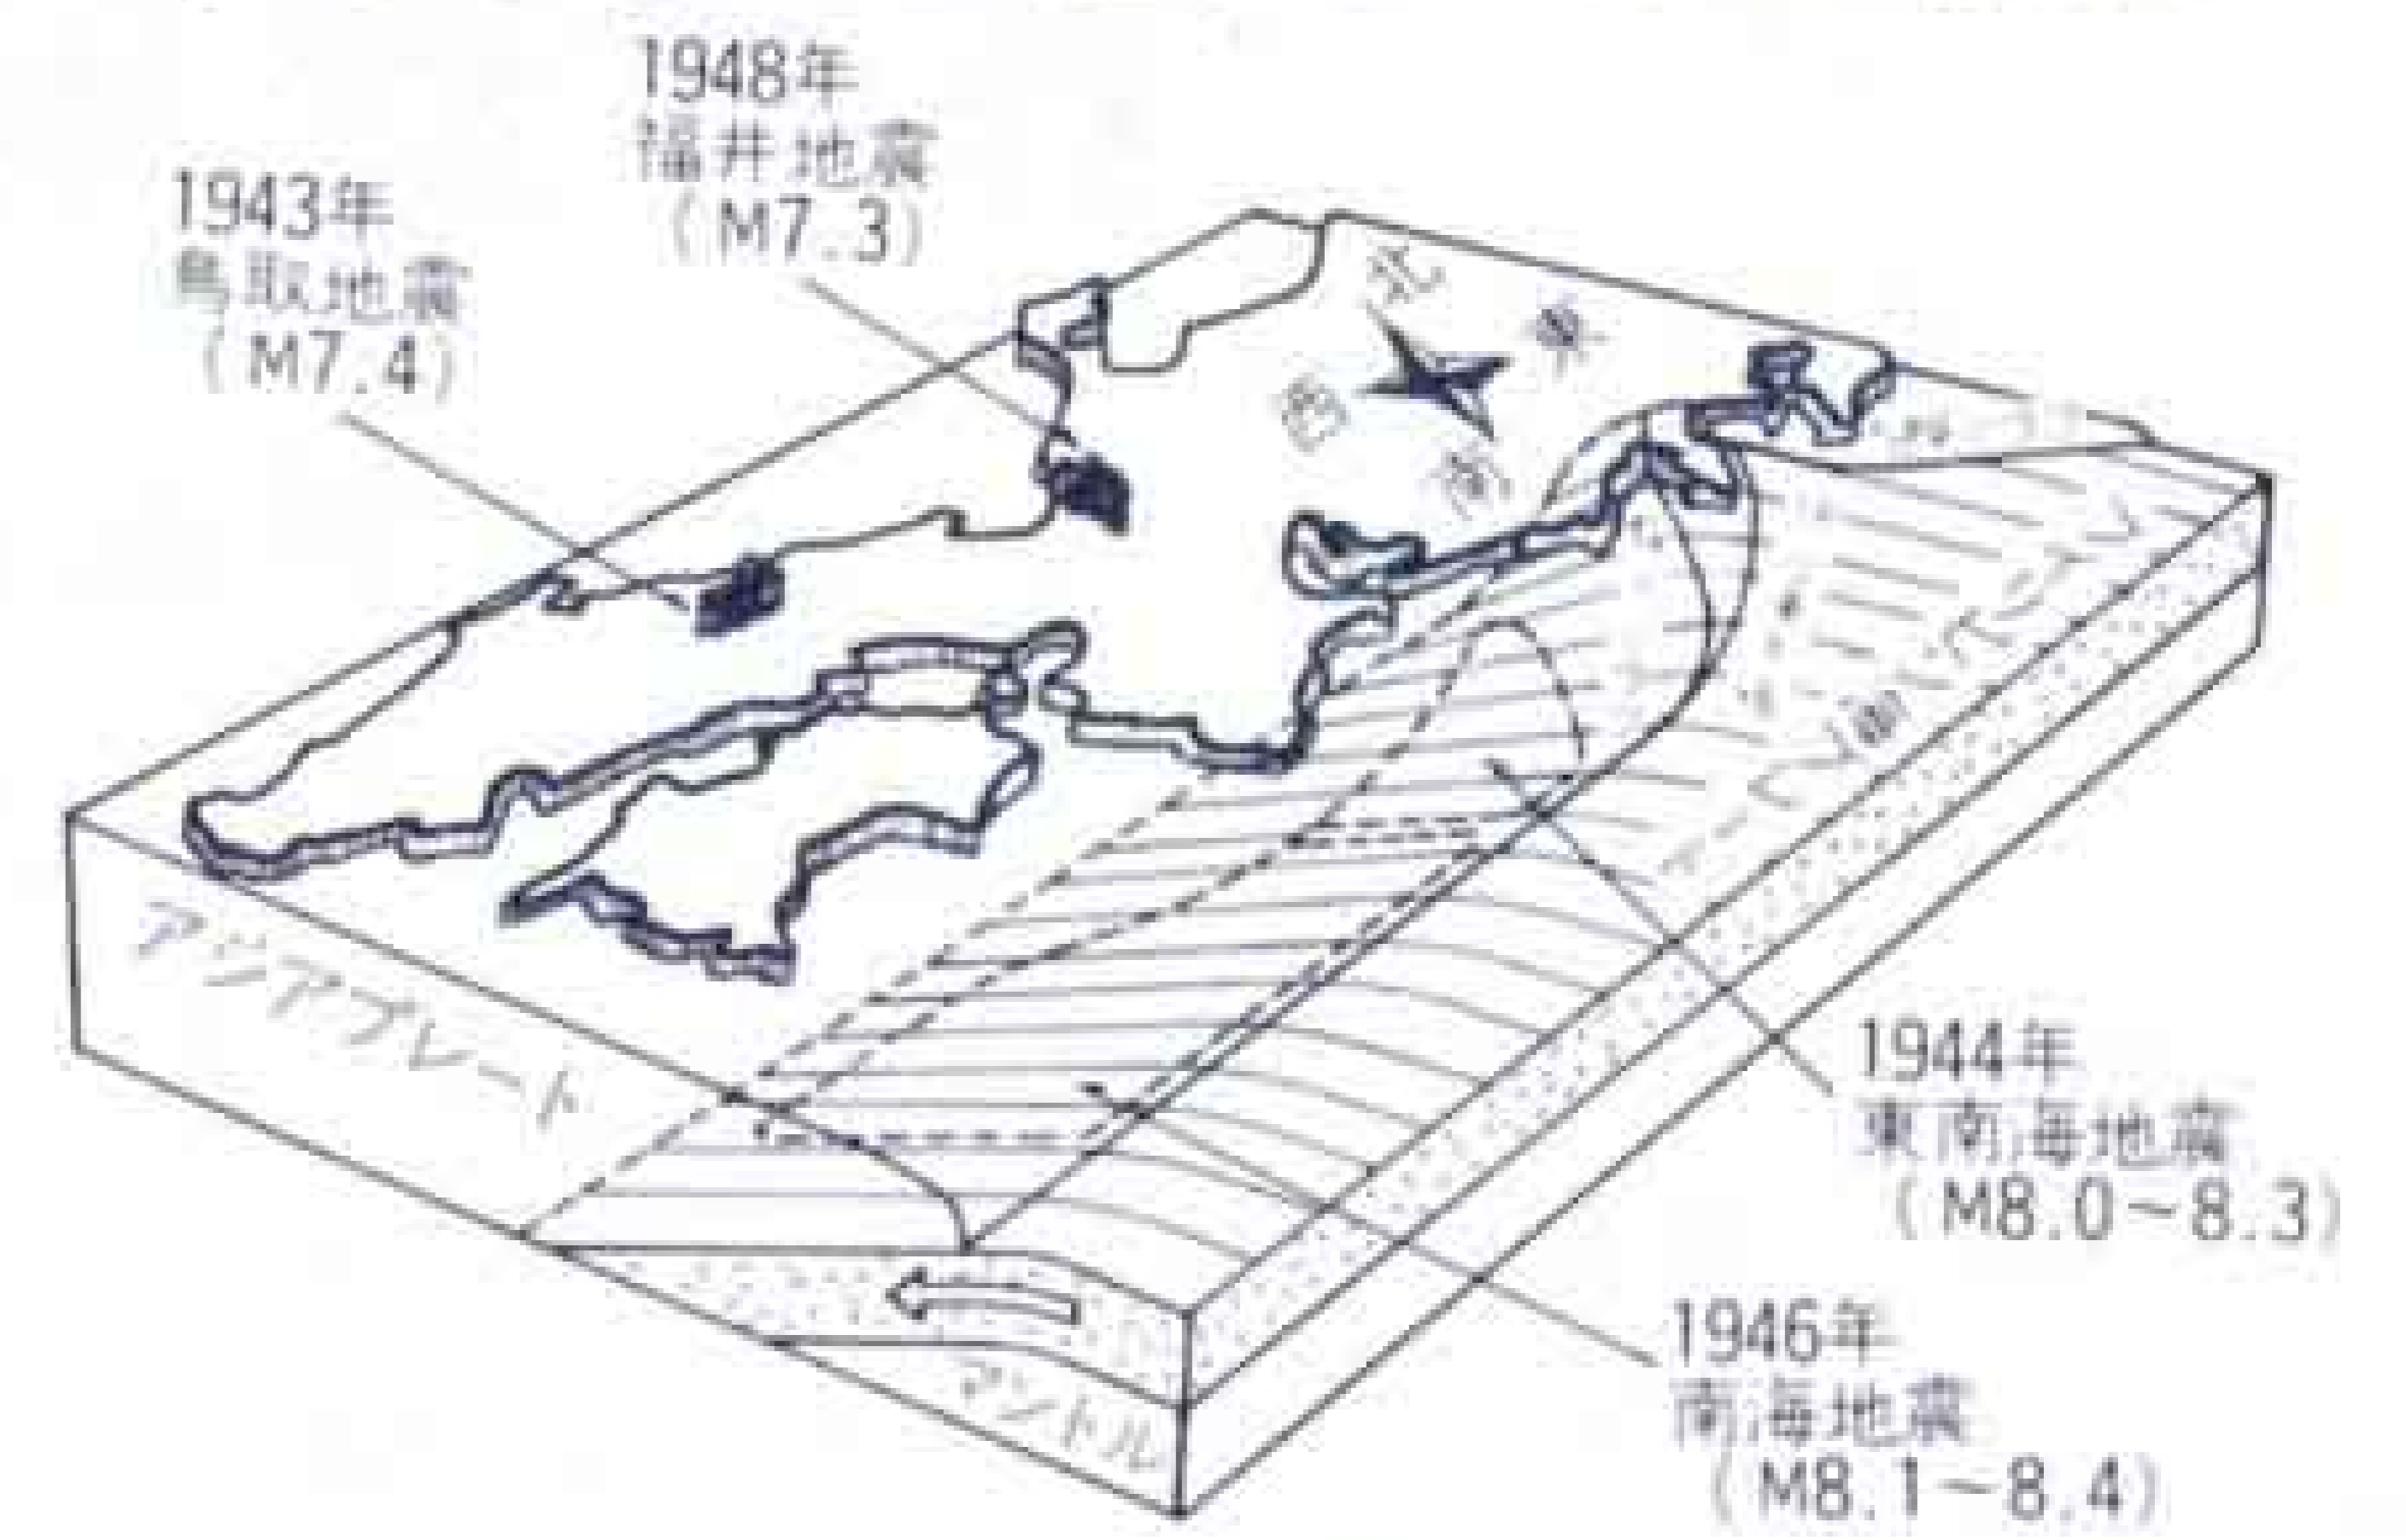 1948年
福井地震
(M7.3)
1943年
鳥取地震
(M7.4)
北
東
西
南
アジアプレート
マントル
1944年
東南海地震
(M8.0~8.3)
1946年
南海地震
(M8.1~8.4)